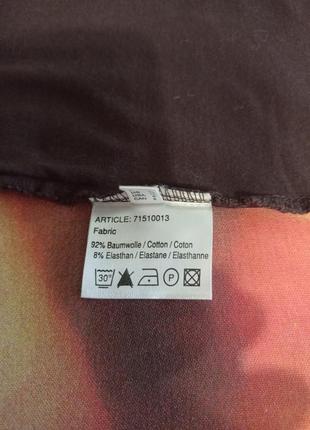 ARTICLE: 71510013
Fabric
92% Baumwolle / Cotton / Coton
8% Elasthan / Elastane / Elasthanne
30° P